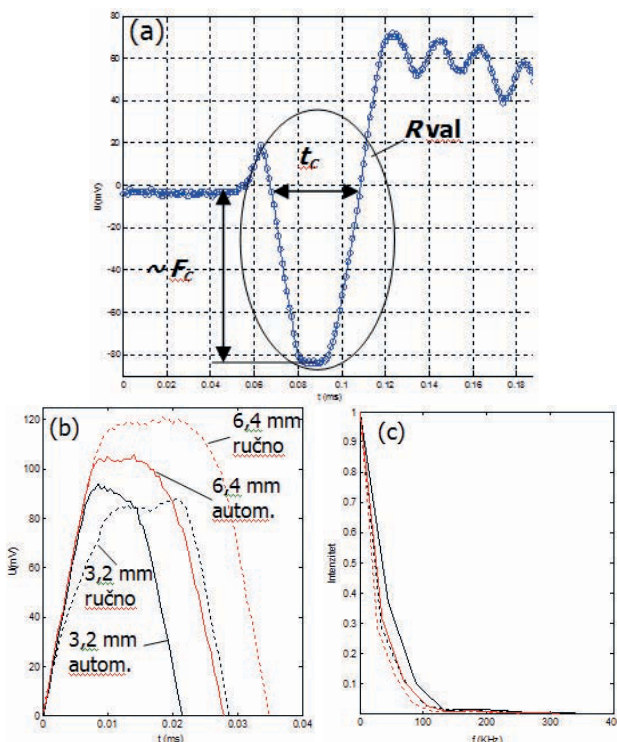 (a)
80
60
40
20
0
-20
-40
-60
-80
U(mV)
R val
tC
~ FC
0
0.02
0.04
0.06
0.08
0.1
0.12
0.14
0.16
0.18
t (ms)
(b)
120
100
80
60
40
20
0
U(mV)
6,4 mm
ručno
6,4 mm
autom.
3,2 mm
ručno
3,2 mm
autom.
0
0.01
0.02
0.03
0.04
t (ms)
(c)
1
0.9
0.8
0.7
0.6
0.5
0.4
0.3
0.2
0.1
Intenzitet
0
100
200
300
400
f (KHz)